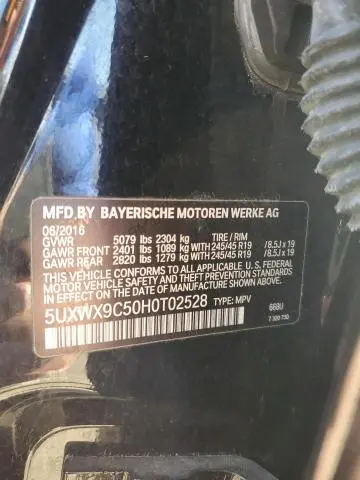 MFD.BY BAYERISCHE MOTOREN WERKE AG
06/2016 TIRE / RIM
GVWR 5079 lbs 2304 kg
GAWR FRONT 2401 lbs 1089 kg WITH 245/45 R19 /8.5J x 19
GAWR REAR 2820 lbs 1279 kg WITH 245/45 R19 /8.5J x 19
THIS VEHICLE CONFORMS TO ALL APPLICABLE U.S. FEDERAL
MOTOR VEHICLE SAFETY
STANDARDS IN EFFECT ON THE DATE OF MANUFACTURE SHOWN ABOVE.
5UXWX9C50H0T02528 TYPE: MPV 668U